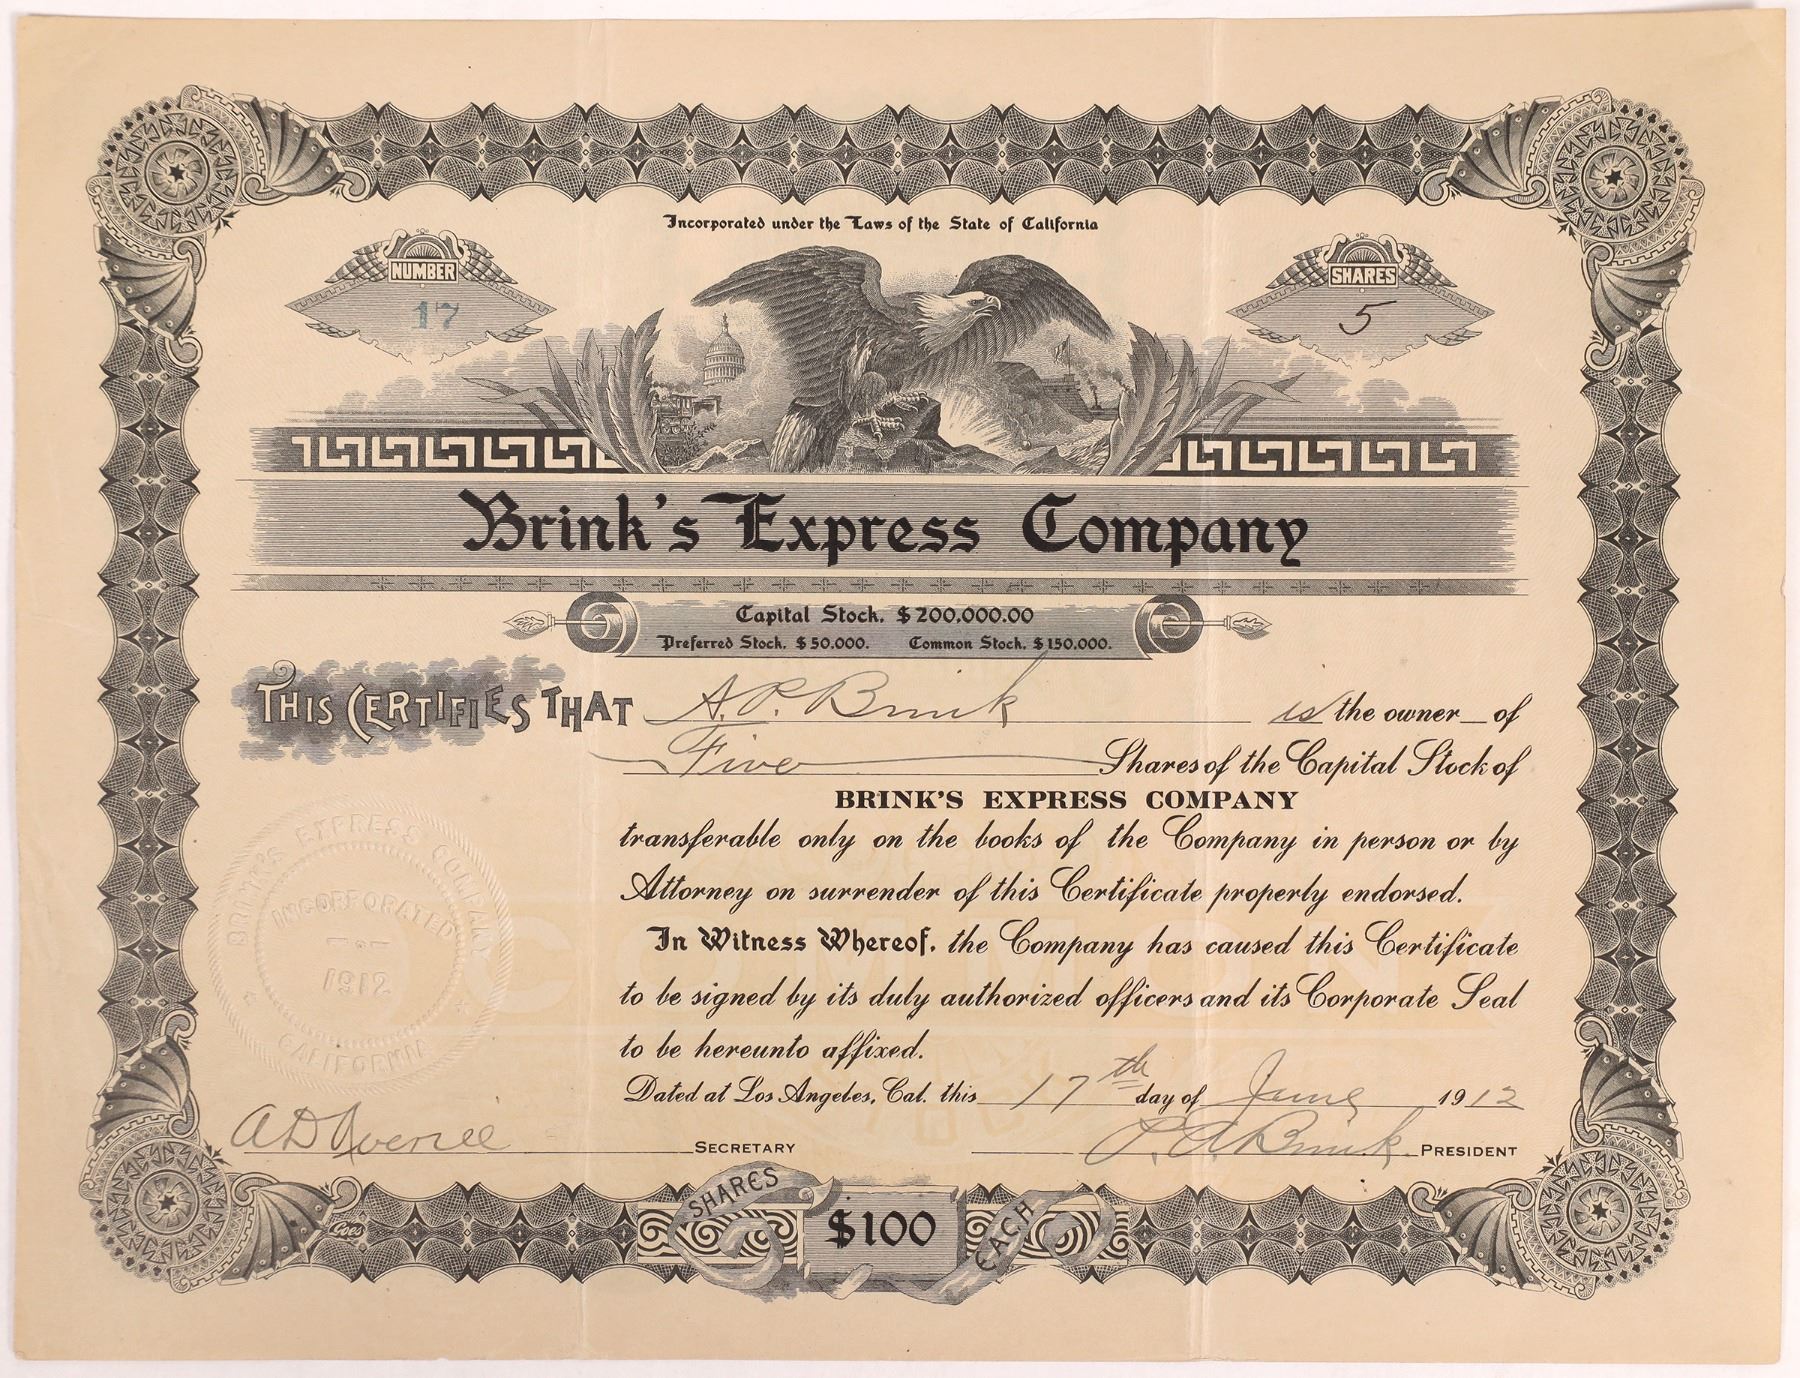 Incorporated under the Laws of the State of California
NUMBER
17
SHARES
5
Brink's Express Company
Capital Stock. $200.000.00
Preferred Stock. $50.000. Common Stock. $150.000.
THIS CERTIFIES THAT A. P. Brink is the owner of
Five Shares of the Capital Stock of
BRINK'S EXPRESS COMPANY
transferable only on the books of the Company in person or by
Attorney on surrender of this Certificate properly endorsed.
In Witness Whereof. the Company has caused this Certificate
to be signed by its duly authorized officers and its Corporate Seal
to be hereunto affixed.
Dated at Los Angeles, Cal. this 17th day of June 1912
SECRETARY
P. A. Brink PRESIDENT
BRINK'S EXPRESS COMPANY
INCORPORATED
1912
CALIFORNIA
COMMON
Goes
SHARES $100 EACH